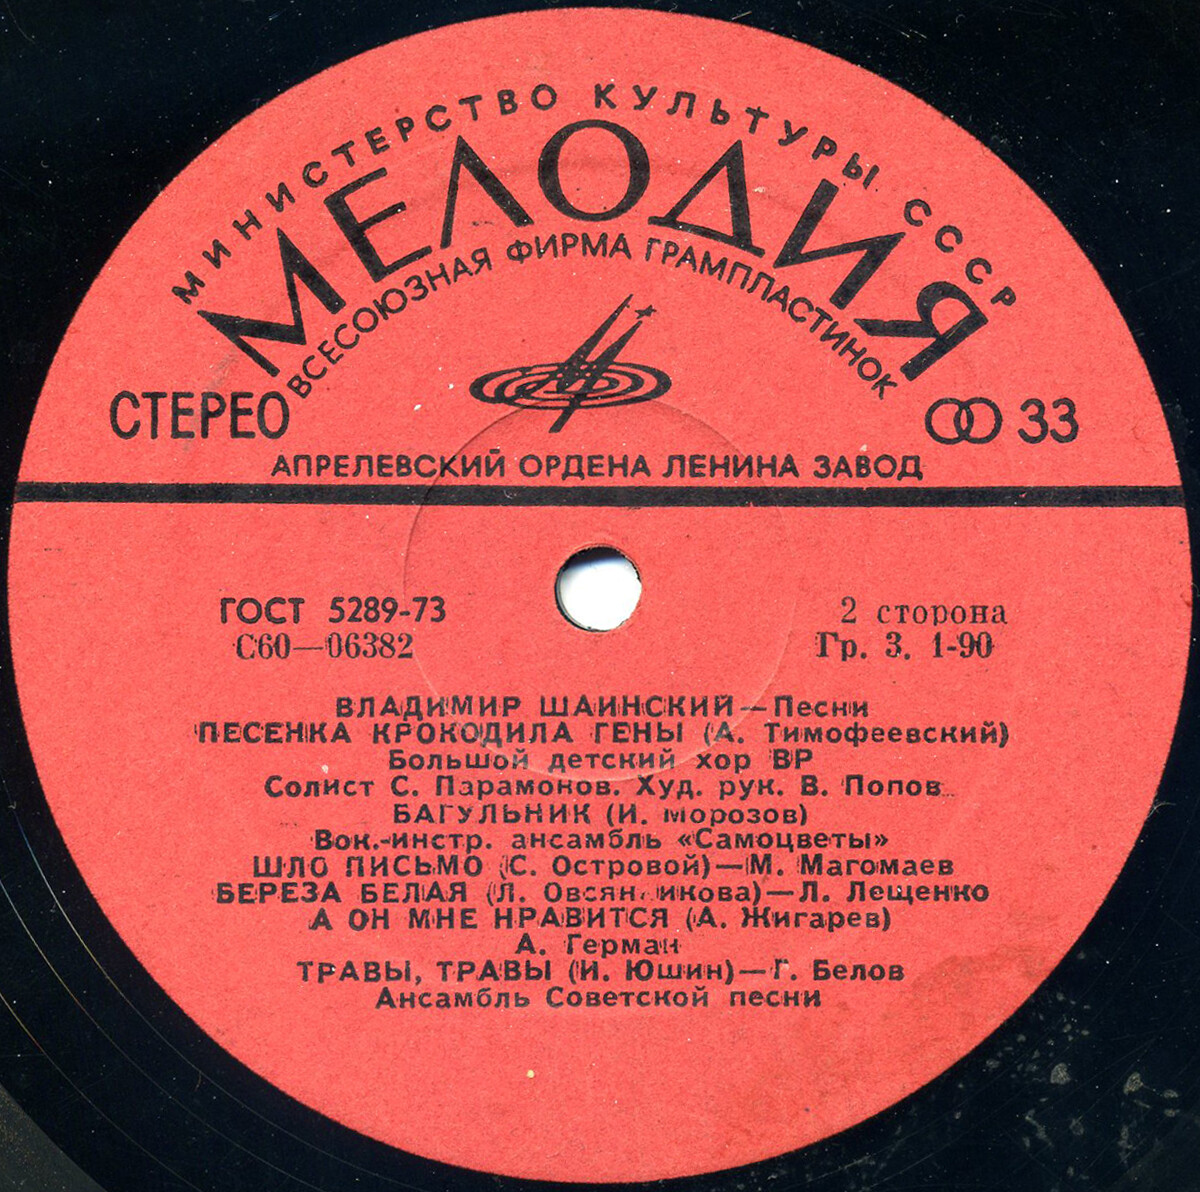 МИНИСТЕРСТВО КУЛЬТУРЫ СССР
МЕЛОДИЯ
ВСЕСОЮЗНАЯ ФИРМА ГРАМПЛАСТИНОК
СТЕРЕО
33
АПРЕЛЕВСКИЙ ОРДЕНА ЛЕНИНА ЗАВОД
ГОСТ 5289-73
2 сторона
С60—06382
Гр. 3. 1-90
ВЛАДИМИР ШАИНСКИЙ—Песни
ПЕСЕНКА КРОКОДИЛА ГЕНЫ (А. Тимофеевский)
Большой детский хор ВР
Солист С. Парамонов. Худ. рук. В. Попов
БАГУЛЬНИК (И. Морозов)
Вок.-инстр. ансамбль «Самоцветы»
ШЛО ПИСЬМО (С. Островой)—М. Магомаев
БЕРЕЗА БЕЛАЯ (Л. Овсянникова)—Л. Лещенко
А ОН МНЕ НРАВИТСЯ (А. Жигарев)
А. Герман
ТРАВЫ, ТРАВЫ (И. Юшин)—Г. Белов
Ансамбль Советской песни